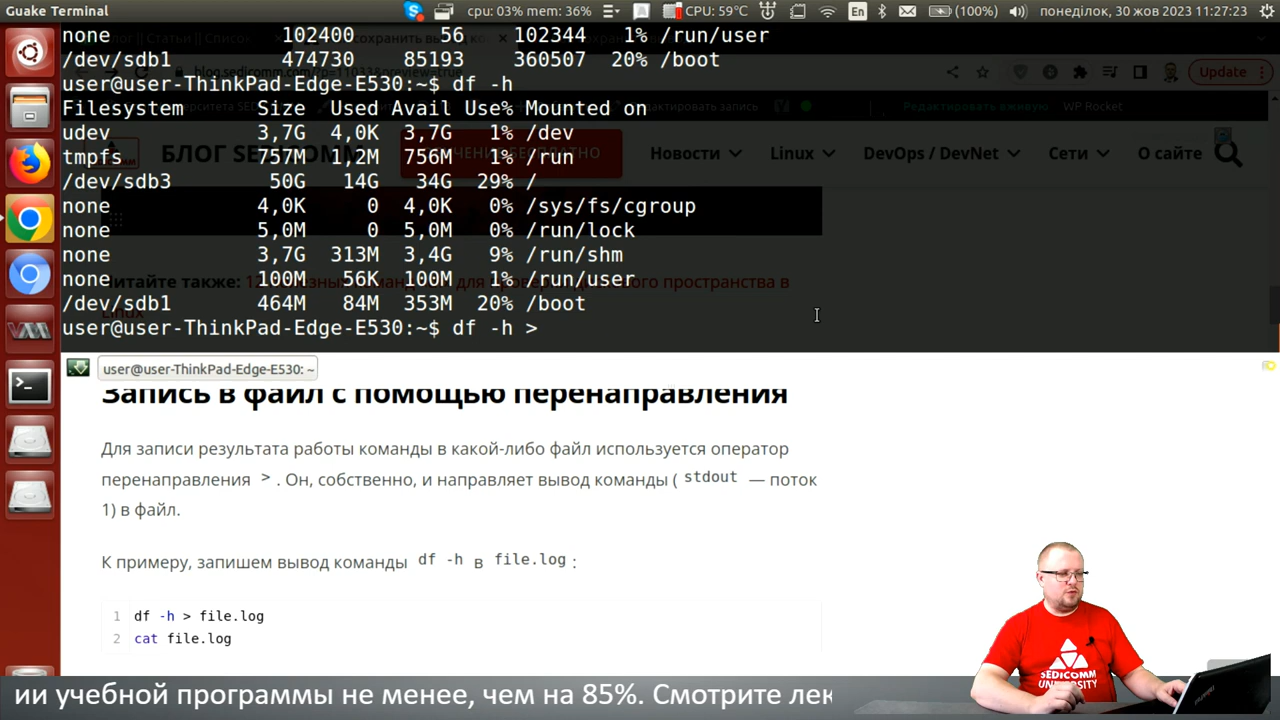 Guake Terminal
cpu: 03% mem: 36%
CPU: 59°C
En
(100%)
понеділок, 30 жов 2023 11:27:23
none 102400 56 102344 1% /run/user
/dev/sdb1 474730 85193 360507 20% /boot
Update
user@user-ThinkPad-Edge-E530:~$ df -h
Filesystem Size Used Avail Use% Mounted on
Редактировать вживую
WP Rocket
udev 3,7G 4,0K 3,7G 1% /dev
tmpfs 757M 1,2M 756M 1% /run
БЛОГ SEDICOMM
Новости
Linux
DevOps / DevNet
Сети
О сайте
/dev/sdb3 50G 14G 34G 29% /
none 4,0K 0 4,0K 0% /sys/fs/cgroup
none 5,0M 0 5,0M 0% /run/lock
none 3,7G 313M 3,4G 9% /run/shm
none 100M 56K 100M 1% /run/user
/dev/sdb1 464M 84M 353M 20% /boot
user@user-ThinkPad-Edge-E530:~$ df -h >
user@user-ThinkPad-Edge-E530: ~
Запись в файл с помощью перенаправления
Для записи результата работы команды в какой-либо файл используется оператор
перенаправления > . Он, собственно, и направляет вывод команды ( stdout — поток
1) в файл.
К примеру, запишем вывод команды df -h в file.log :
1 df -h > file.log
2 cat file.log
SEDICOMM
UNIVERSITY
ии учебной программы не менее, чем на 85%. Смотрите лек